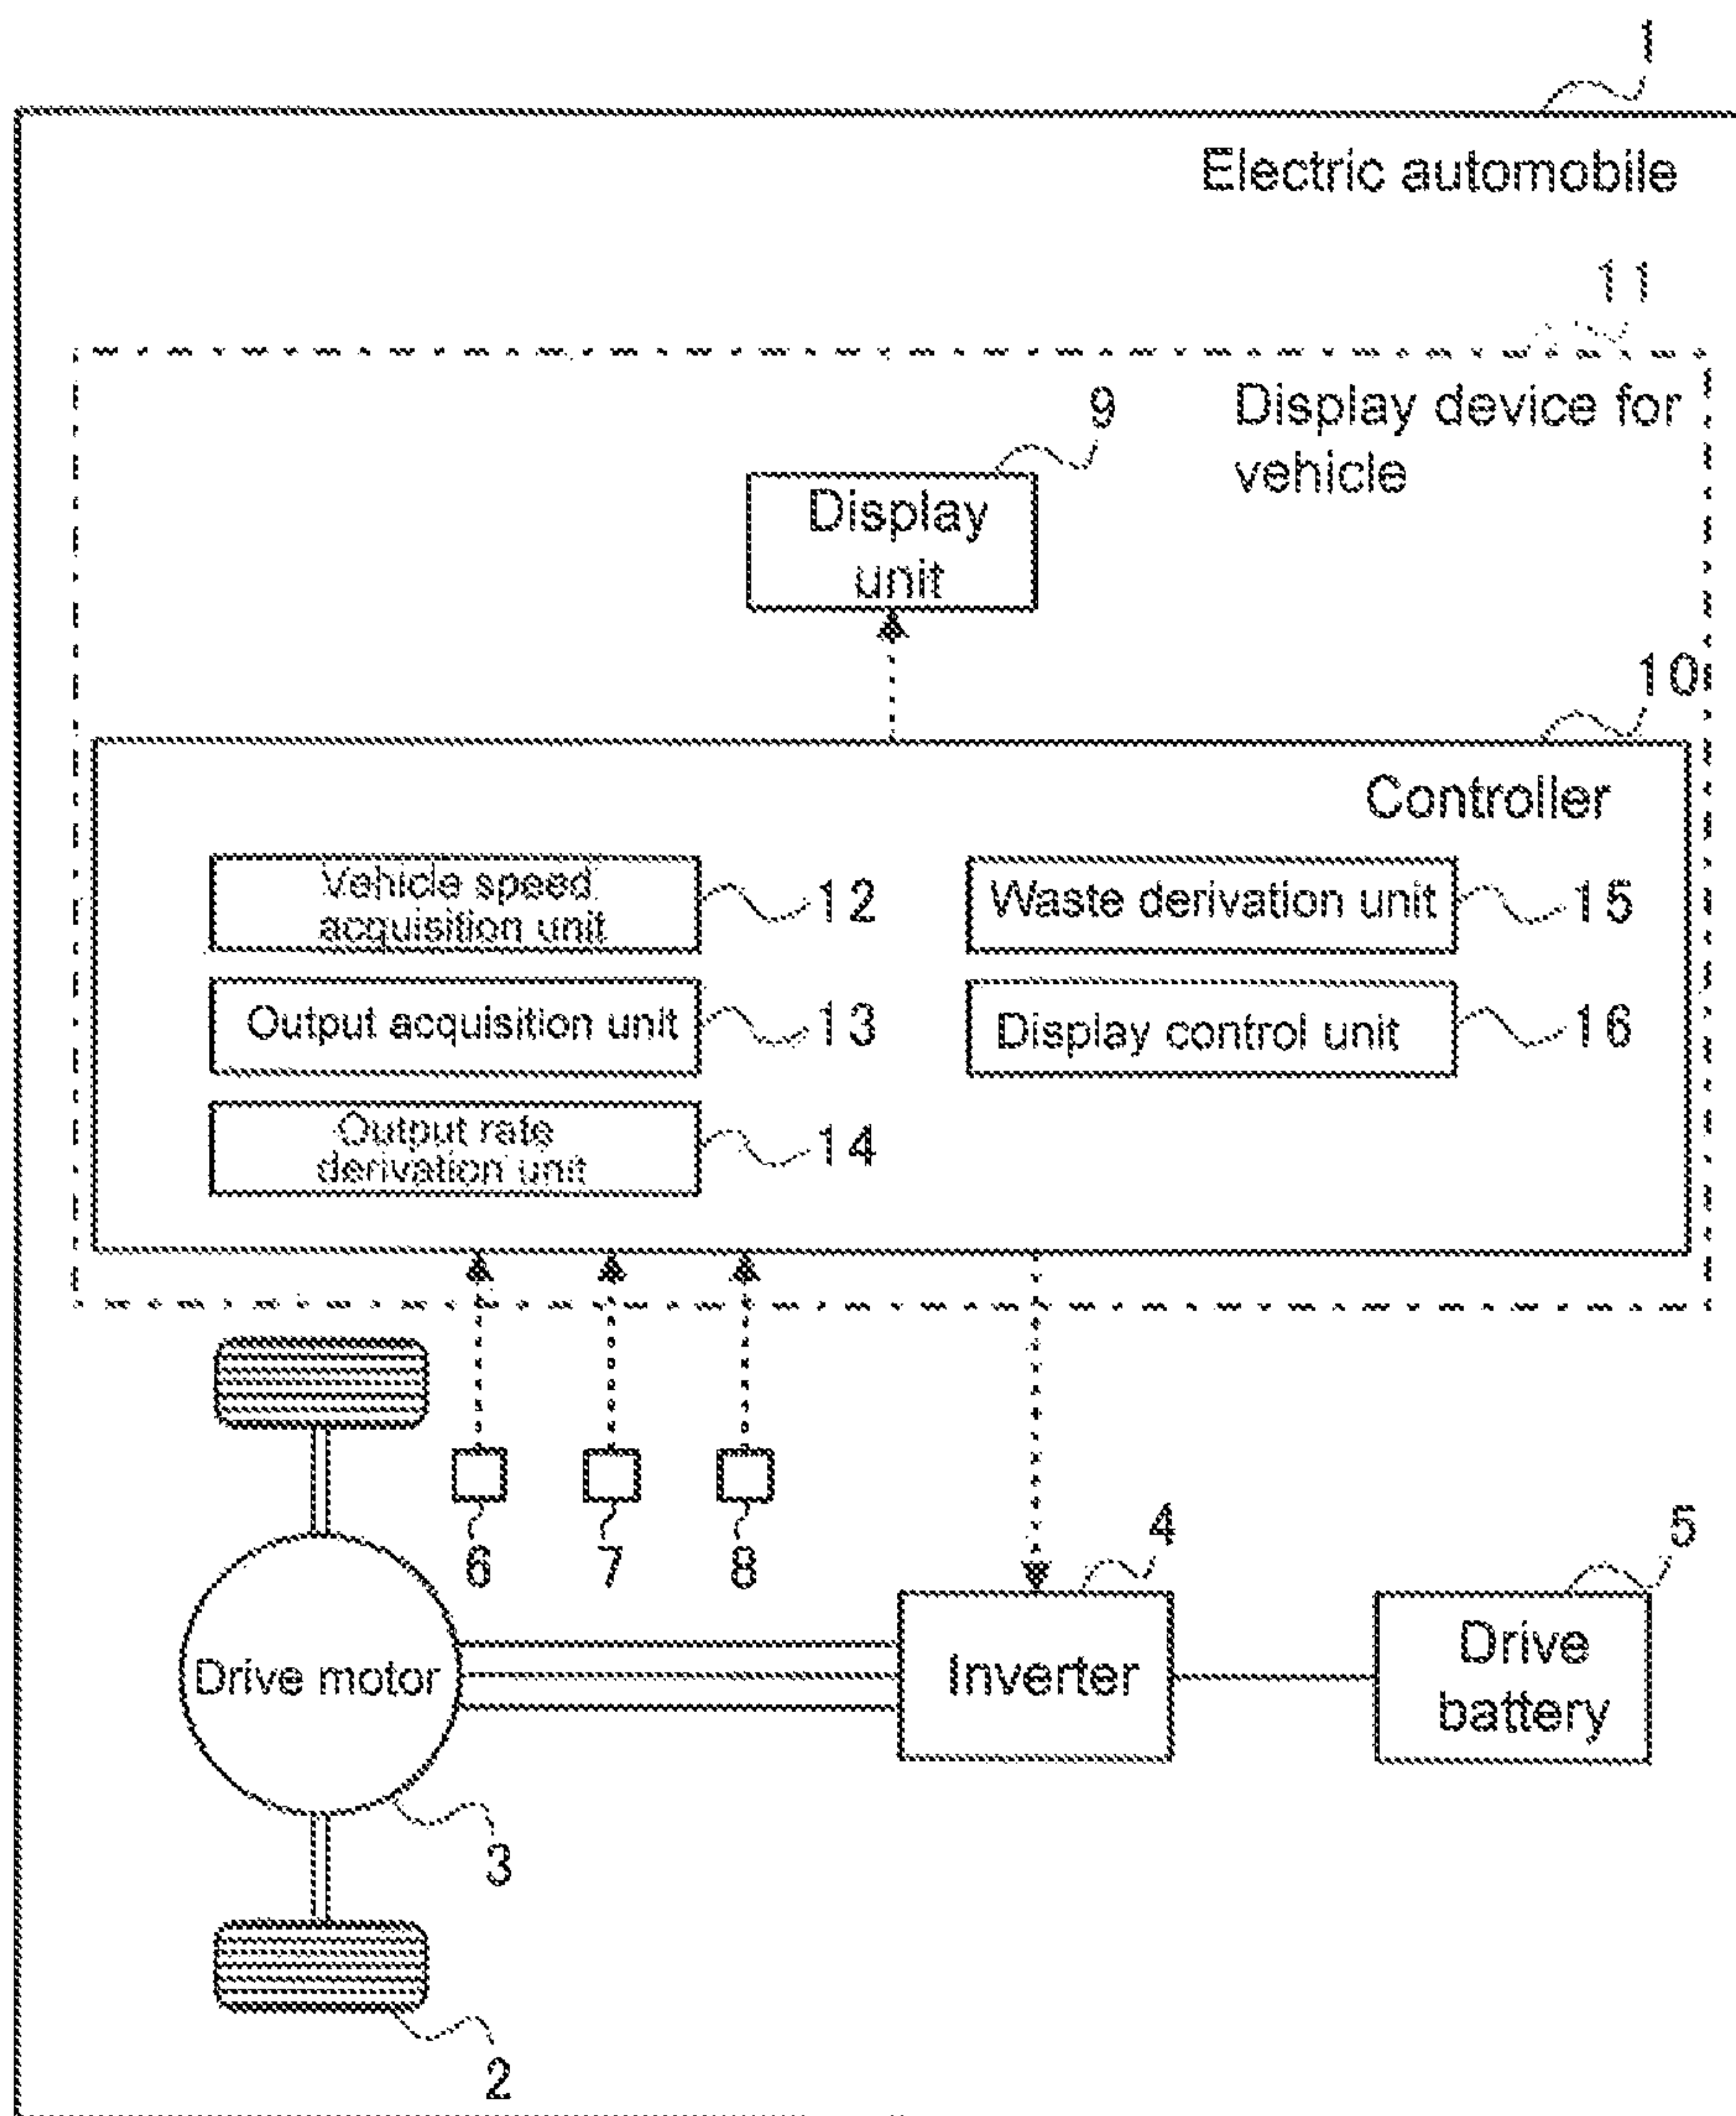 1
Electric automobile
11
Display device for
vehicle
9
Display
unit
10
Controller
Vehicle speed
acquisition unit
12
Waste derivation unit
15
Output acquisition unit
13
Display control unit
16
Output rate
derivation unit
14
6
7
8
4
5
Drive motor
Inverter
Drive
battery
3
2